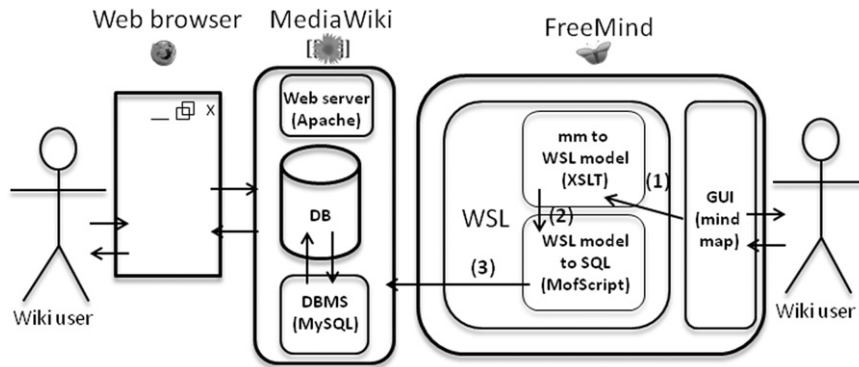 Web browser
MediaWiki
FreeMind
[[ ]]
_ X
Web server
(Apache)
mm to
WSL model
(XSLT)
(1)
DB
WSL
(2)
GUI
(mind
map)
WSL model
to SQL
(MofScript)
(3)
DBMS
(MySQL)
Wiki user
Wiki user